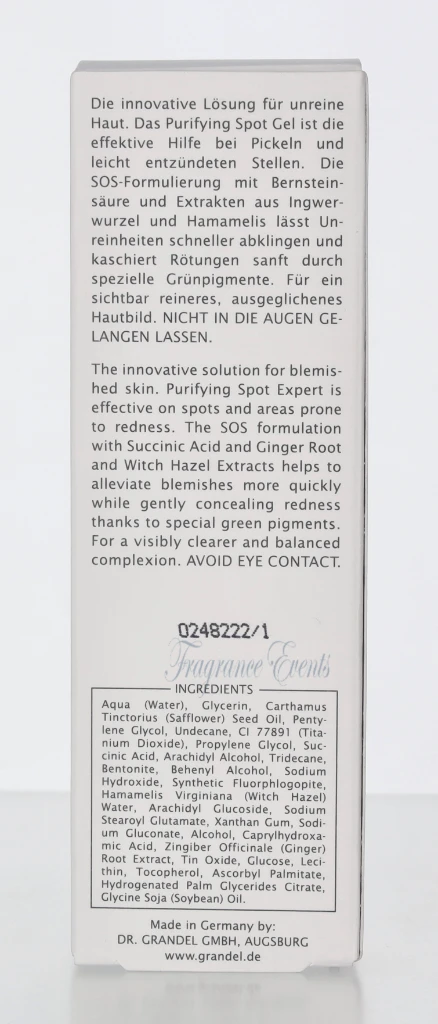 Die innovative Lösung für unreine
Haut. Das Purifying Spot Gel ist die
effektive Hilfe bei Pickeln und
leicht entzündeten Stellen. Die
SOS-Formulierung mit Bernstein-
säure und Extrakten aus Ingwer-
wurzel und Hamamelis lässt Un-
reinheiten schneller abklingen und
kaschiert Rötungen sanft durch
spezielle Grünpigmente. Für ein
sichtbar reineres, ausgeglichenes
Hautbild. NICHT IN DIE AUGEN GE-
LANGEN LASSEN.
The innovative solution for blemis-
hed skin. Purifying Spot Expert is
effective on spots and areas prone
to redness. The SOS formulation
with Succinic Acid and Ginger Root
and Witch Hazel Extracts helps to
alleviate blemishes more quickly
while gently concealing redness
thanks to special green pigments.
For a visibly clearer and balanced
complexion. AVOID EYE CONTACT.
0248222/1
Fragrance Events
INGREDIENTS
Aqua (Water), Glycerin, Carthamus
Tinctorius (Safflower) Seed Oil, Penty-
lene Glycol, Undecane, CI 77891 (Tita-
nium Dioxide), Propylene Glycol, Suc-
cinic Acid, Arachidyl Alcohol, Tridecane,
Bentonite, Behenyl Alcohol, Sodium
Hydroxide, Synthetic Fluorphlogopite,
Hamamelis Virginiana (Witch Hazel)
Water, Arachidyl Glucoside, Sodium
Stearoyl Glutamate, Xanthan Gum, Sodi-
um Gluconate, Alcohol, Caprylhydroxa-
mic Acid, Zingiber Officinale (Ginger)
Root Extract, Tin Oxide, Glucose, Leci-
thin, Tocopherol, Ascorbyl Palmitate,
Hydrogenated Palm Glycerides Citrate,
Glycine Soja (Soybean) Oil.
Made in Germany by:
DR. GRANDEL GMBH, AUGSBURG
www.grandel.de